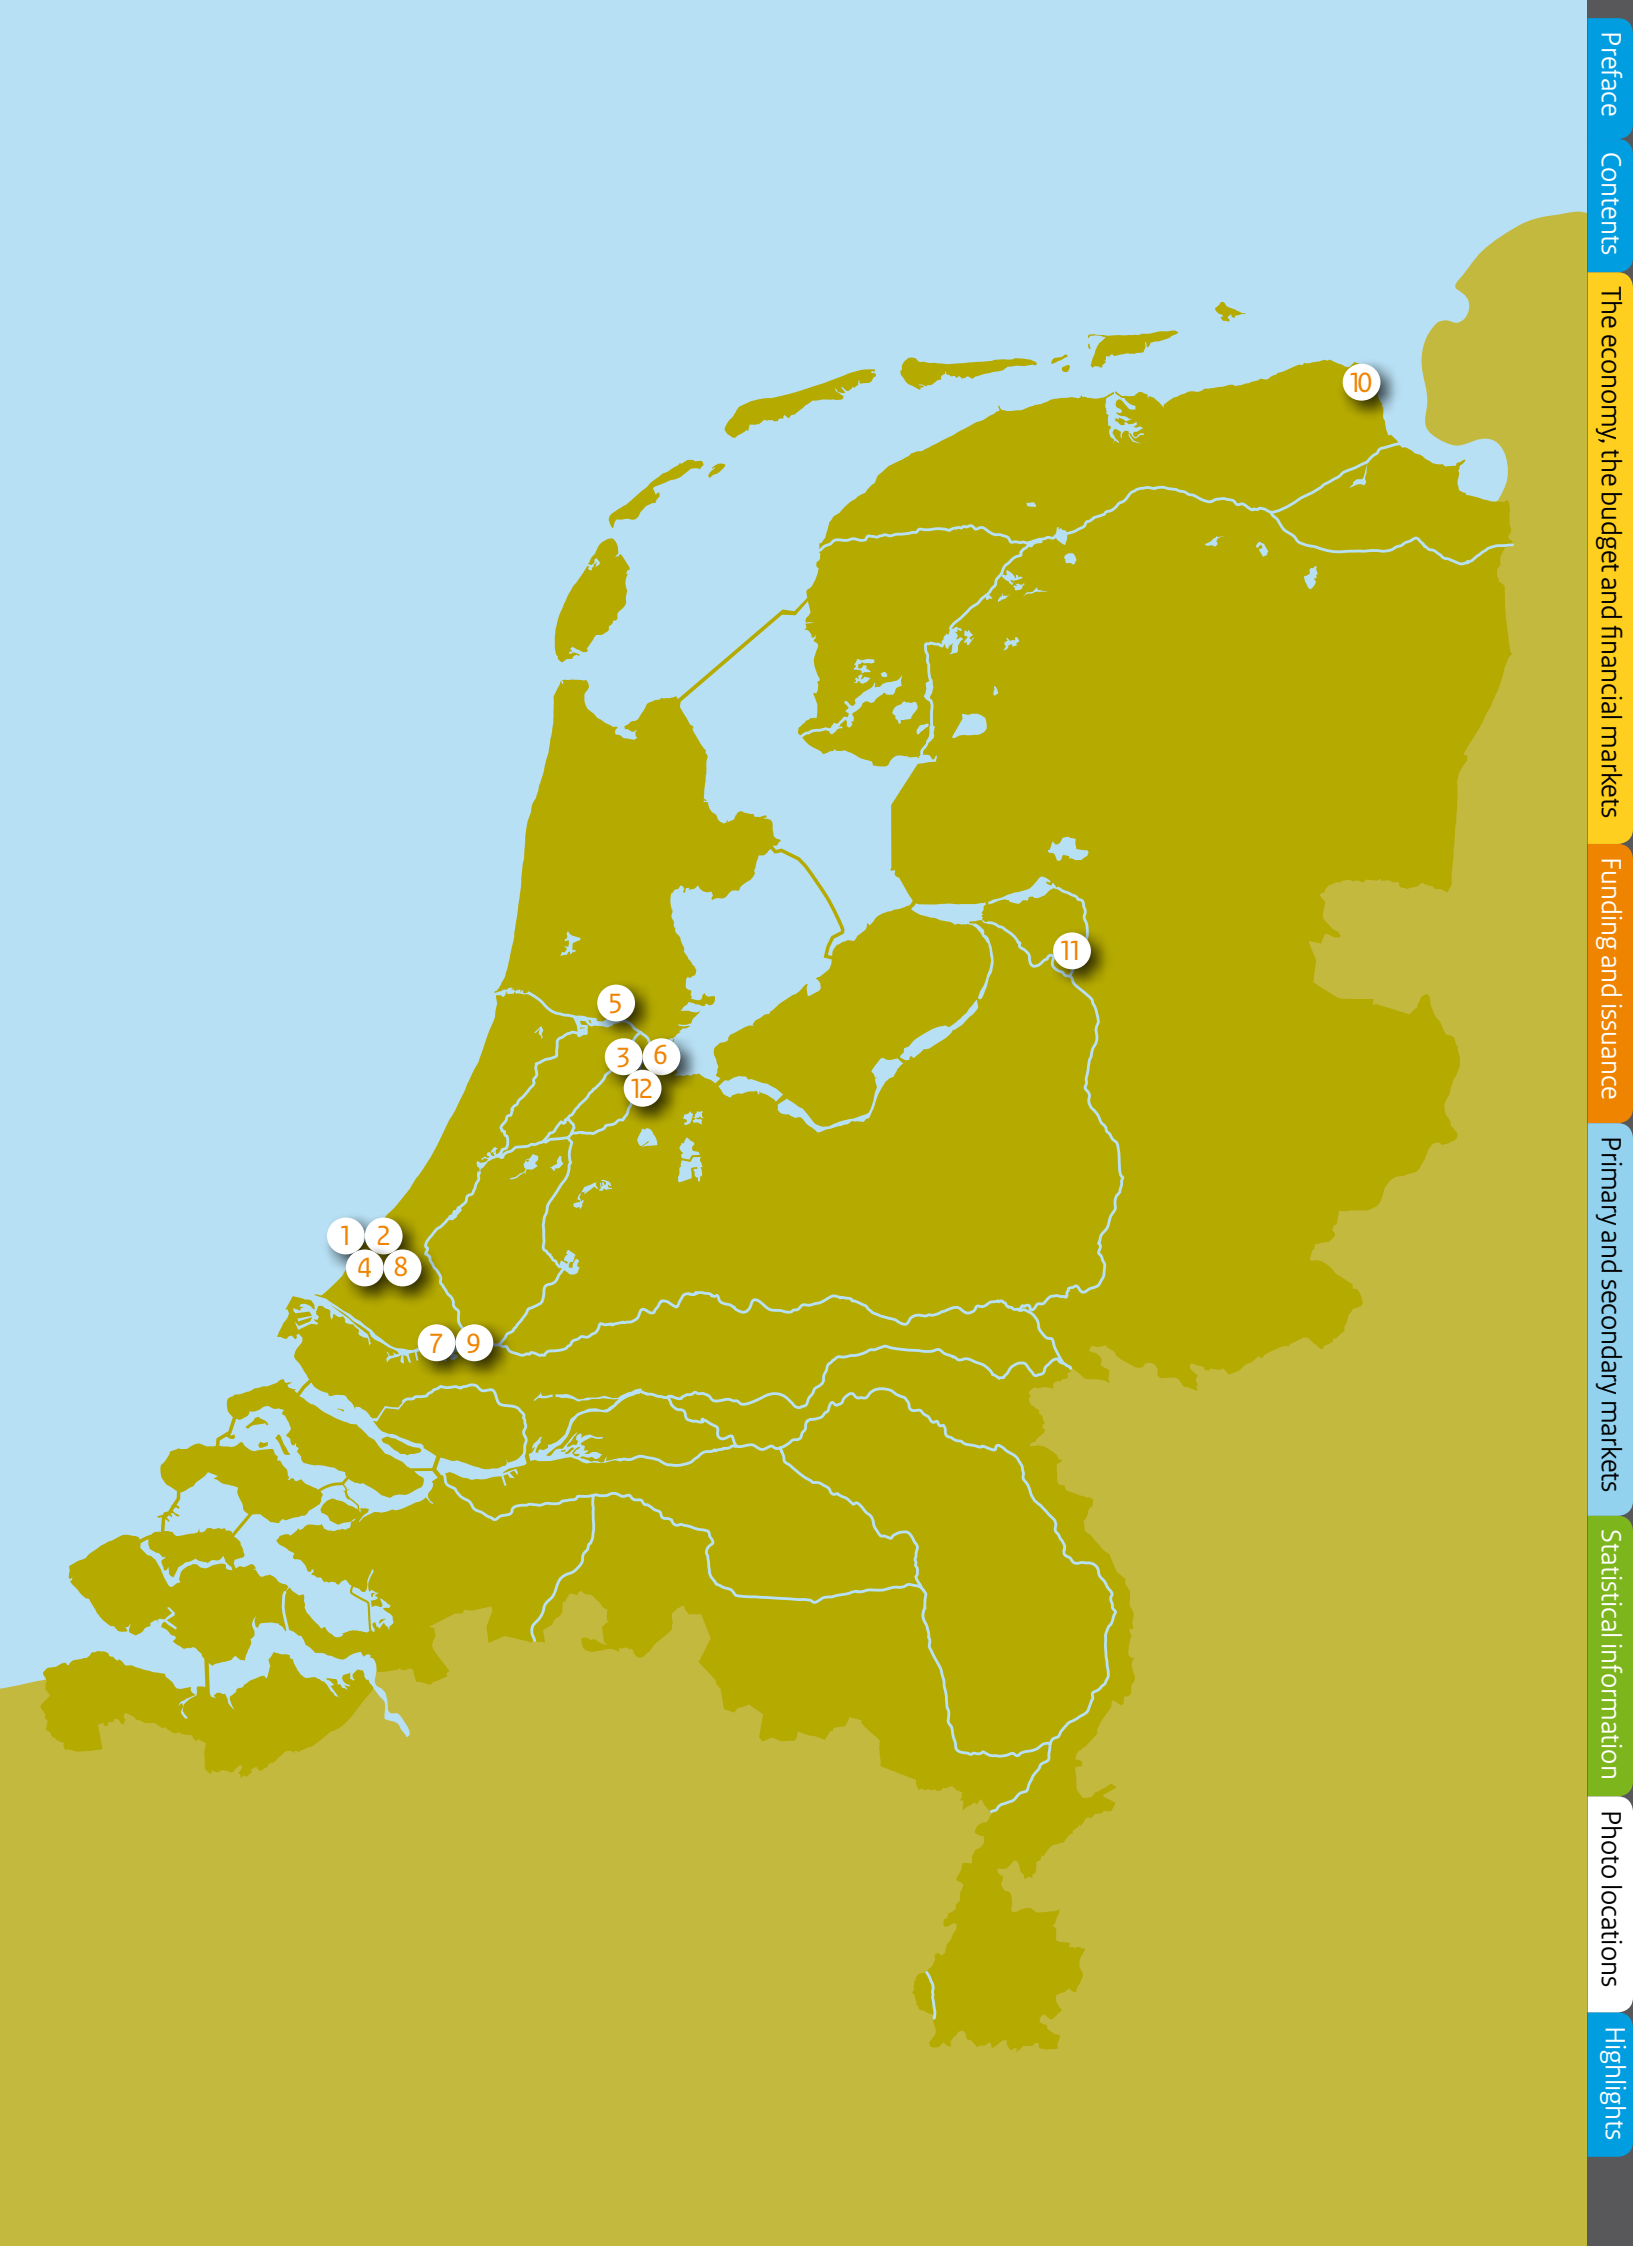 Preface
Contents
The economy, the budget and financial markets
Funding and issuance
Primary and secondary markets
Statistical information
Photo locations
Highlights
10
11
5
3
6
12
1
2
4
8
7
9